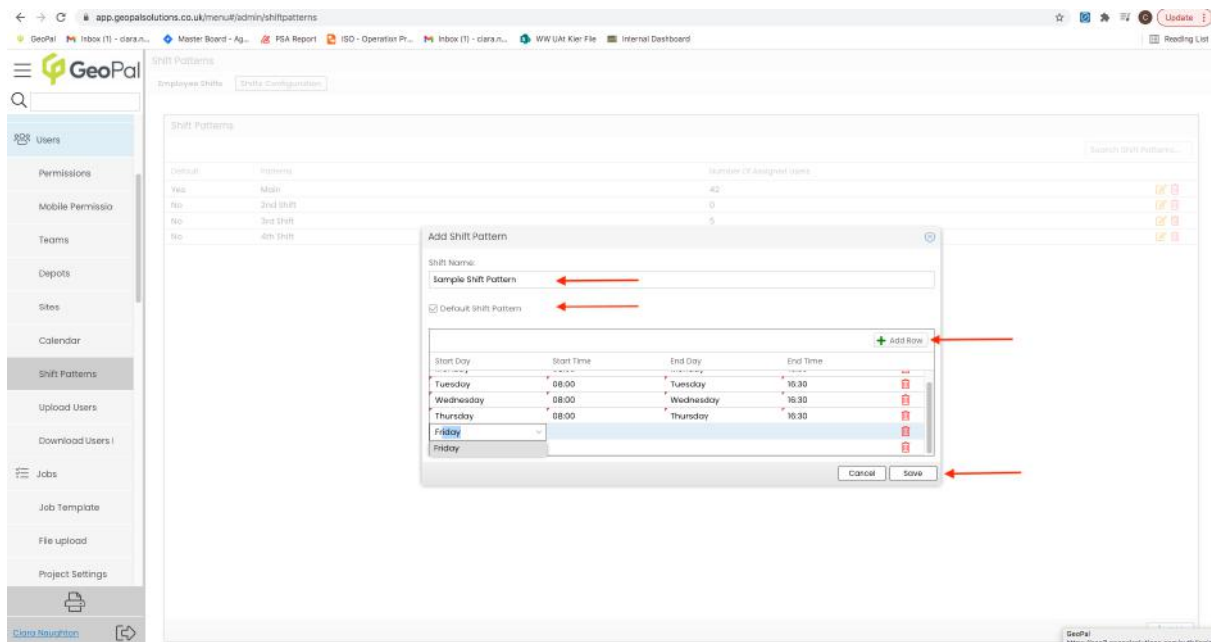 app.geopalsolutions.co.uk/menu#/admin/shiftpatterns
Update
GeoPal
Inbox (1) - ciara.n...
Master Board - Ag...
PSA Report
ISO - Operation Pr...
Inbox (1) - ciara.n...
WW UAt Kier File
Internal Dashboard
Reading List
GeoPal
Shift Patterns
Employee Shifts
Shifts Configuration
Users
Permissions
Mobile Permissio
Teams
Depots
Sites
Calendar
Shift Patterns
Upload Users
Download Users I
Jobs
Job Template
File upload
Project Settings
Ciara Naughton
Shift Patterns
Search Shift Patterns...
Default Patterns Number Of Assigned Users
Yes Main 42
No 2nd Shift 0
No 3rd Shift 5
No 4th Shift
Add Shift Pattern
Shift Name:
Sample Shift Pattern
Default Shift Pattern
Add Row
Start Day Start Time End Day End Time
Tuesday 08:00 Tuesday 16:30
Wednesday 08:00 Wednesday 16:30
Thursday 08:00 Thursday 16:30
Friday
Friday
Cancel Save
GeoPal